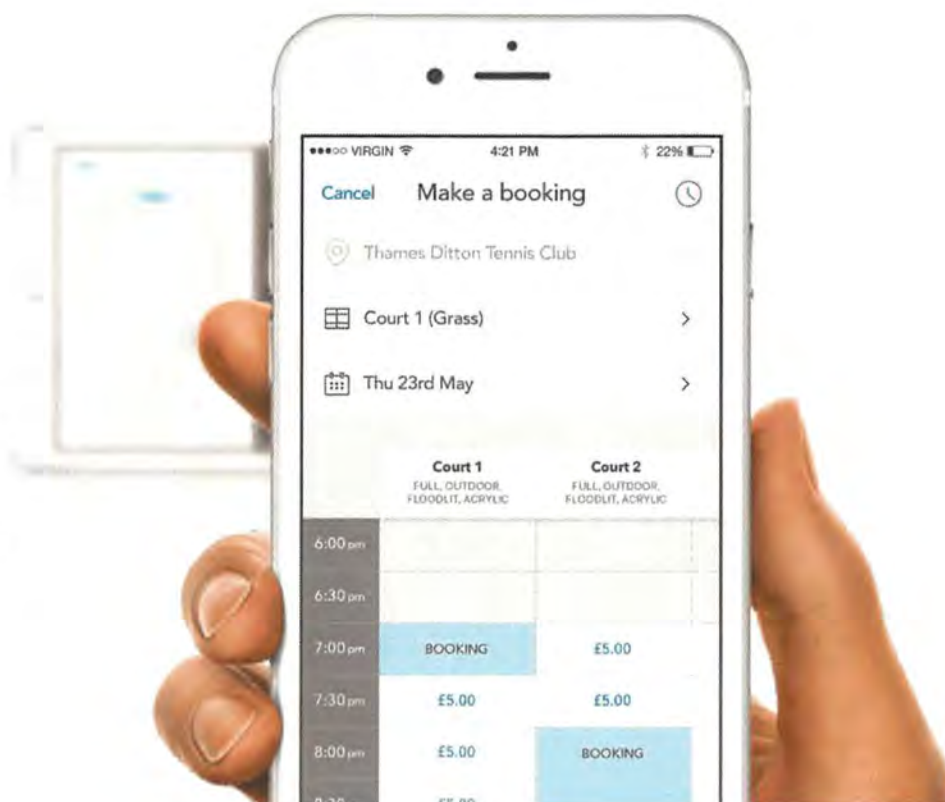 ●●●○○ VIRGIN 4:21 PM 22%
Cancel Make a booking
Thames Ditton Tennis Club
Court 1 (Grass) >
Thu 23rd May >
Court 1 Court 2
FULL, OUTDOOR, FULL, OUTDOOR,
FLOODLIT, ACRYLIC FLOODLIT, ACRYLIC
6:00 pm
6:30 pm
7:00 pm BOOKING £5.00
7:30 pm £5.00 £5.00
8:00 pm £5.00 BOOKING